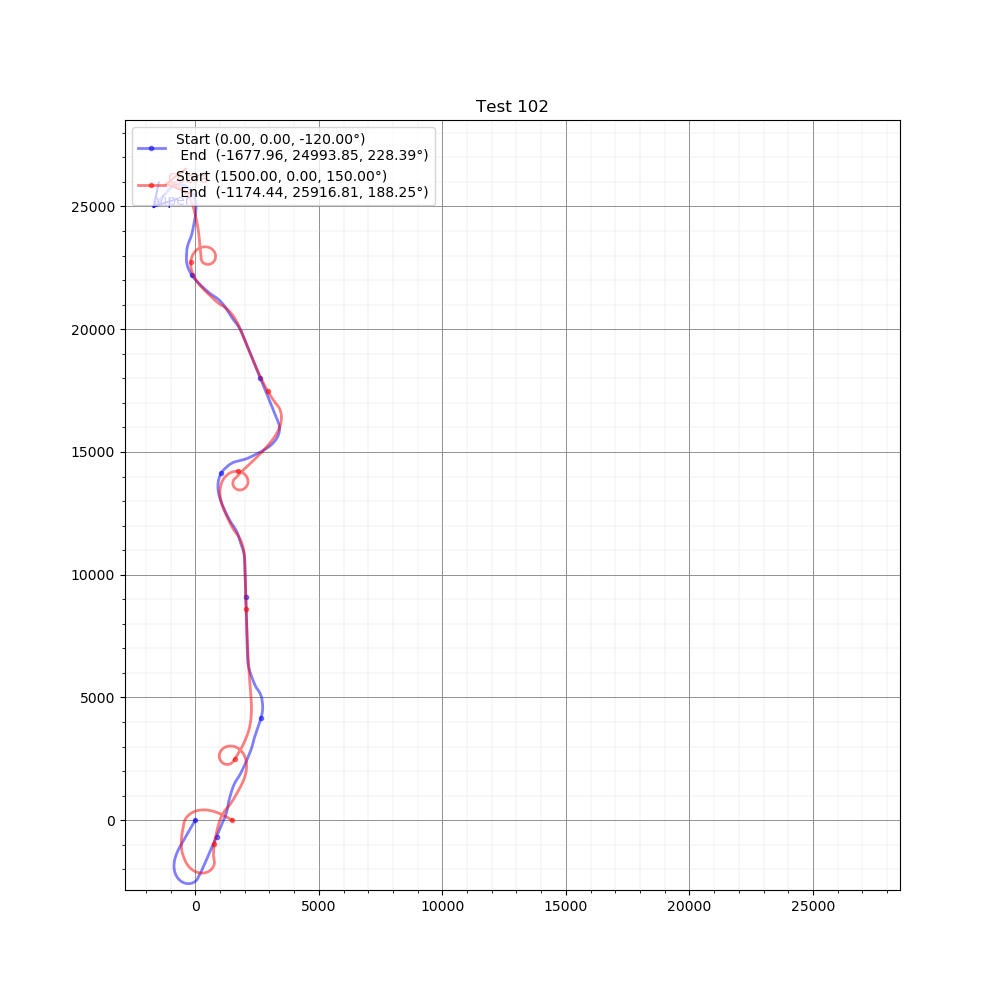 Test 102
Start (0.00, 0.00, -120.00°)
End (-1677.96, 24993.85, 228.39°)
Start (1500.00, 0.00, 150.00°)
End (-1174.44, 25916.81, 188.25°)
25000
20000
15000
10000
5000
0
0 5000 10000 15000 20000 25000